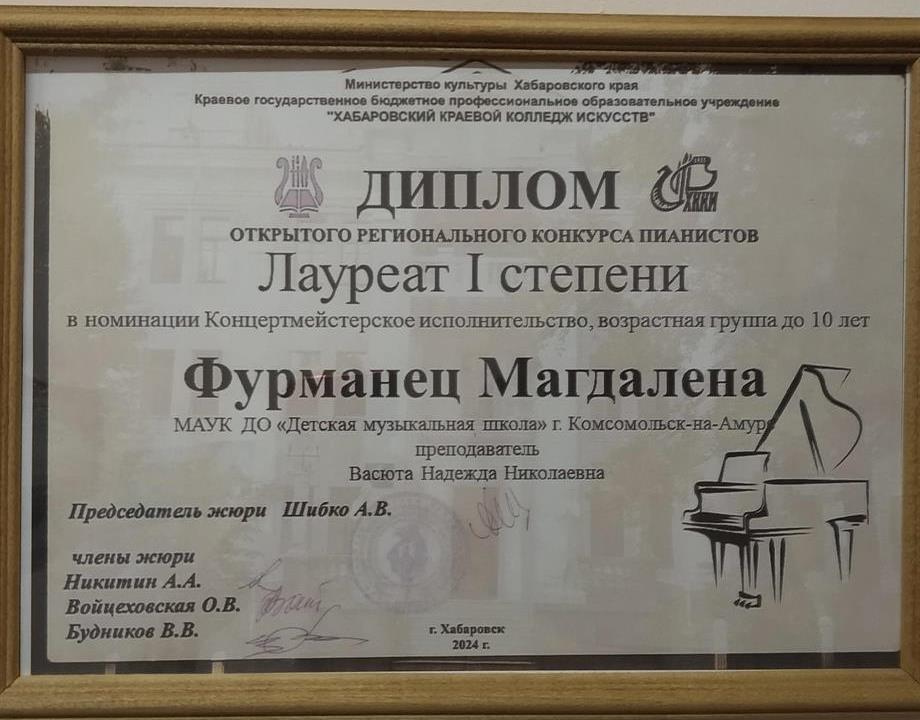 Министерство культуры Хабаровского края
Краевое государственное бюджетное профессиональное образовательное учреждение
"ХАБАРОВСКИЙ КРАЕВОЙ КОЛЛЕДЖ ИСКУССТВ"
ДИПЛОМ
ОТКРЫТОГО РЕГИОНАЛЬНОГО КОНКУРСА ПИАНИСТОВ
Лауреат I степени
в номинации Концертмейстерское исполнительство, возрастная группа до 10 лет
Фурманец Магдалена
МАУК ДО «Детская музыкальная школа» г. Комсомольск-на-Амуре
преподаватель
Васюта Надежда Николаевна
Председатель жюри Шибко А.В.
члены жюри
Никитин А.А.
Войцеховская О.В.
Будников В.В.
г. Хабаровск
2024 г.